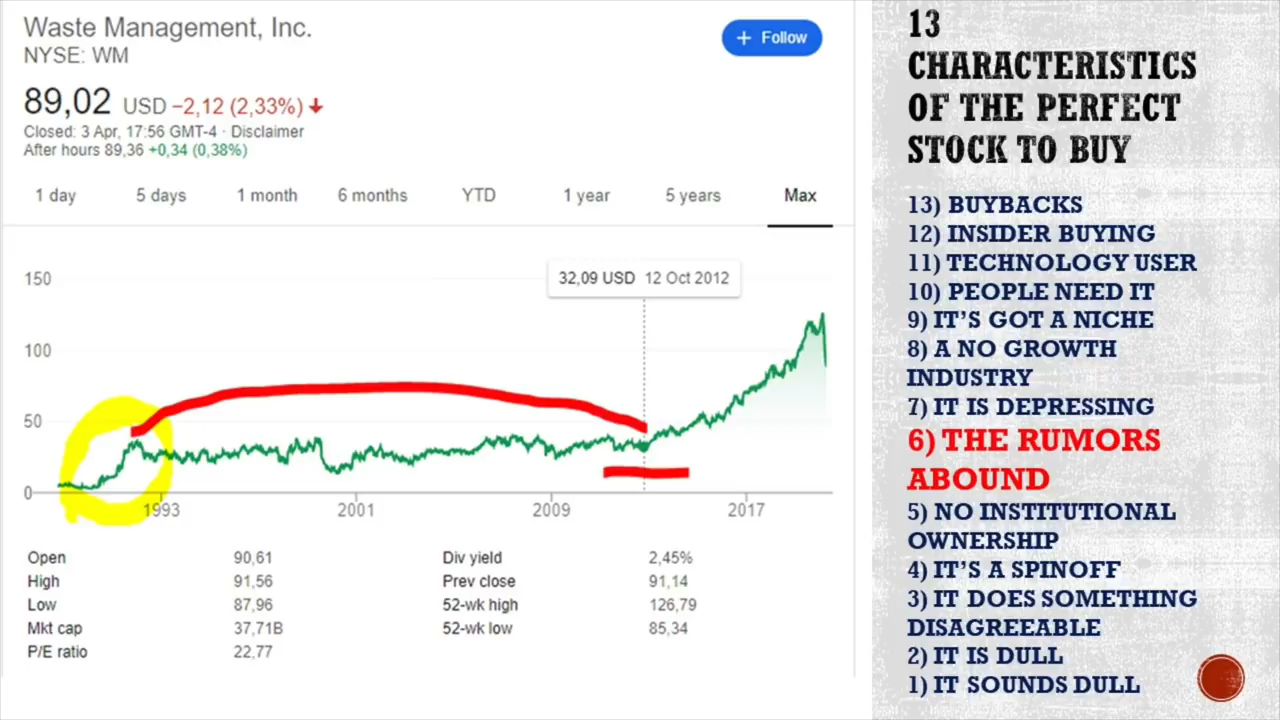 Waste Management, Inc.
NYSE: WM
+ Follow
89,02 USD −2,12 (2,33%)
Closed: 3 Apr, 17:56 GMT-4 · Disclaimer
After hours 89,36 +0,34 (0,38%)
1 day 5 days 1 month 6 months YTD 1 year 5 years Max
32,09 USD 12 Oct 2012
150
100
50
0
1993 2001 2009 2017
Open 90,61 Div yield 2,45%
High 91,56 Prev close 91,14
Low 87,96 52-wk high 126,79
Mkt cap 37,71B 52-wk low 85,34
P/E ratio 22,77
13
CHARACTERISTICS
OF THE PERFECT
STOCK TO BUY
13) BUYBACKS
12) INSIDER BUYING
11) TECHNOLOGY USER
10) PEOPLE NEED IT
9) IT’S GOT A NICHE
8) A NO GROWTH
INDUSTRY
7) IT IS DEPRESSING
6) THE RUMORS
ABOUND
5) NO INSTITUTIONAL
OWNERSHIP
4) IT’S A SPINOFF
3) IT DOES SOMETHING
DISAGREEABLE
2) IT IS DULL
1) IT SOUNDS DULL